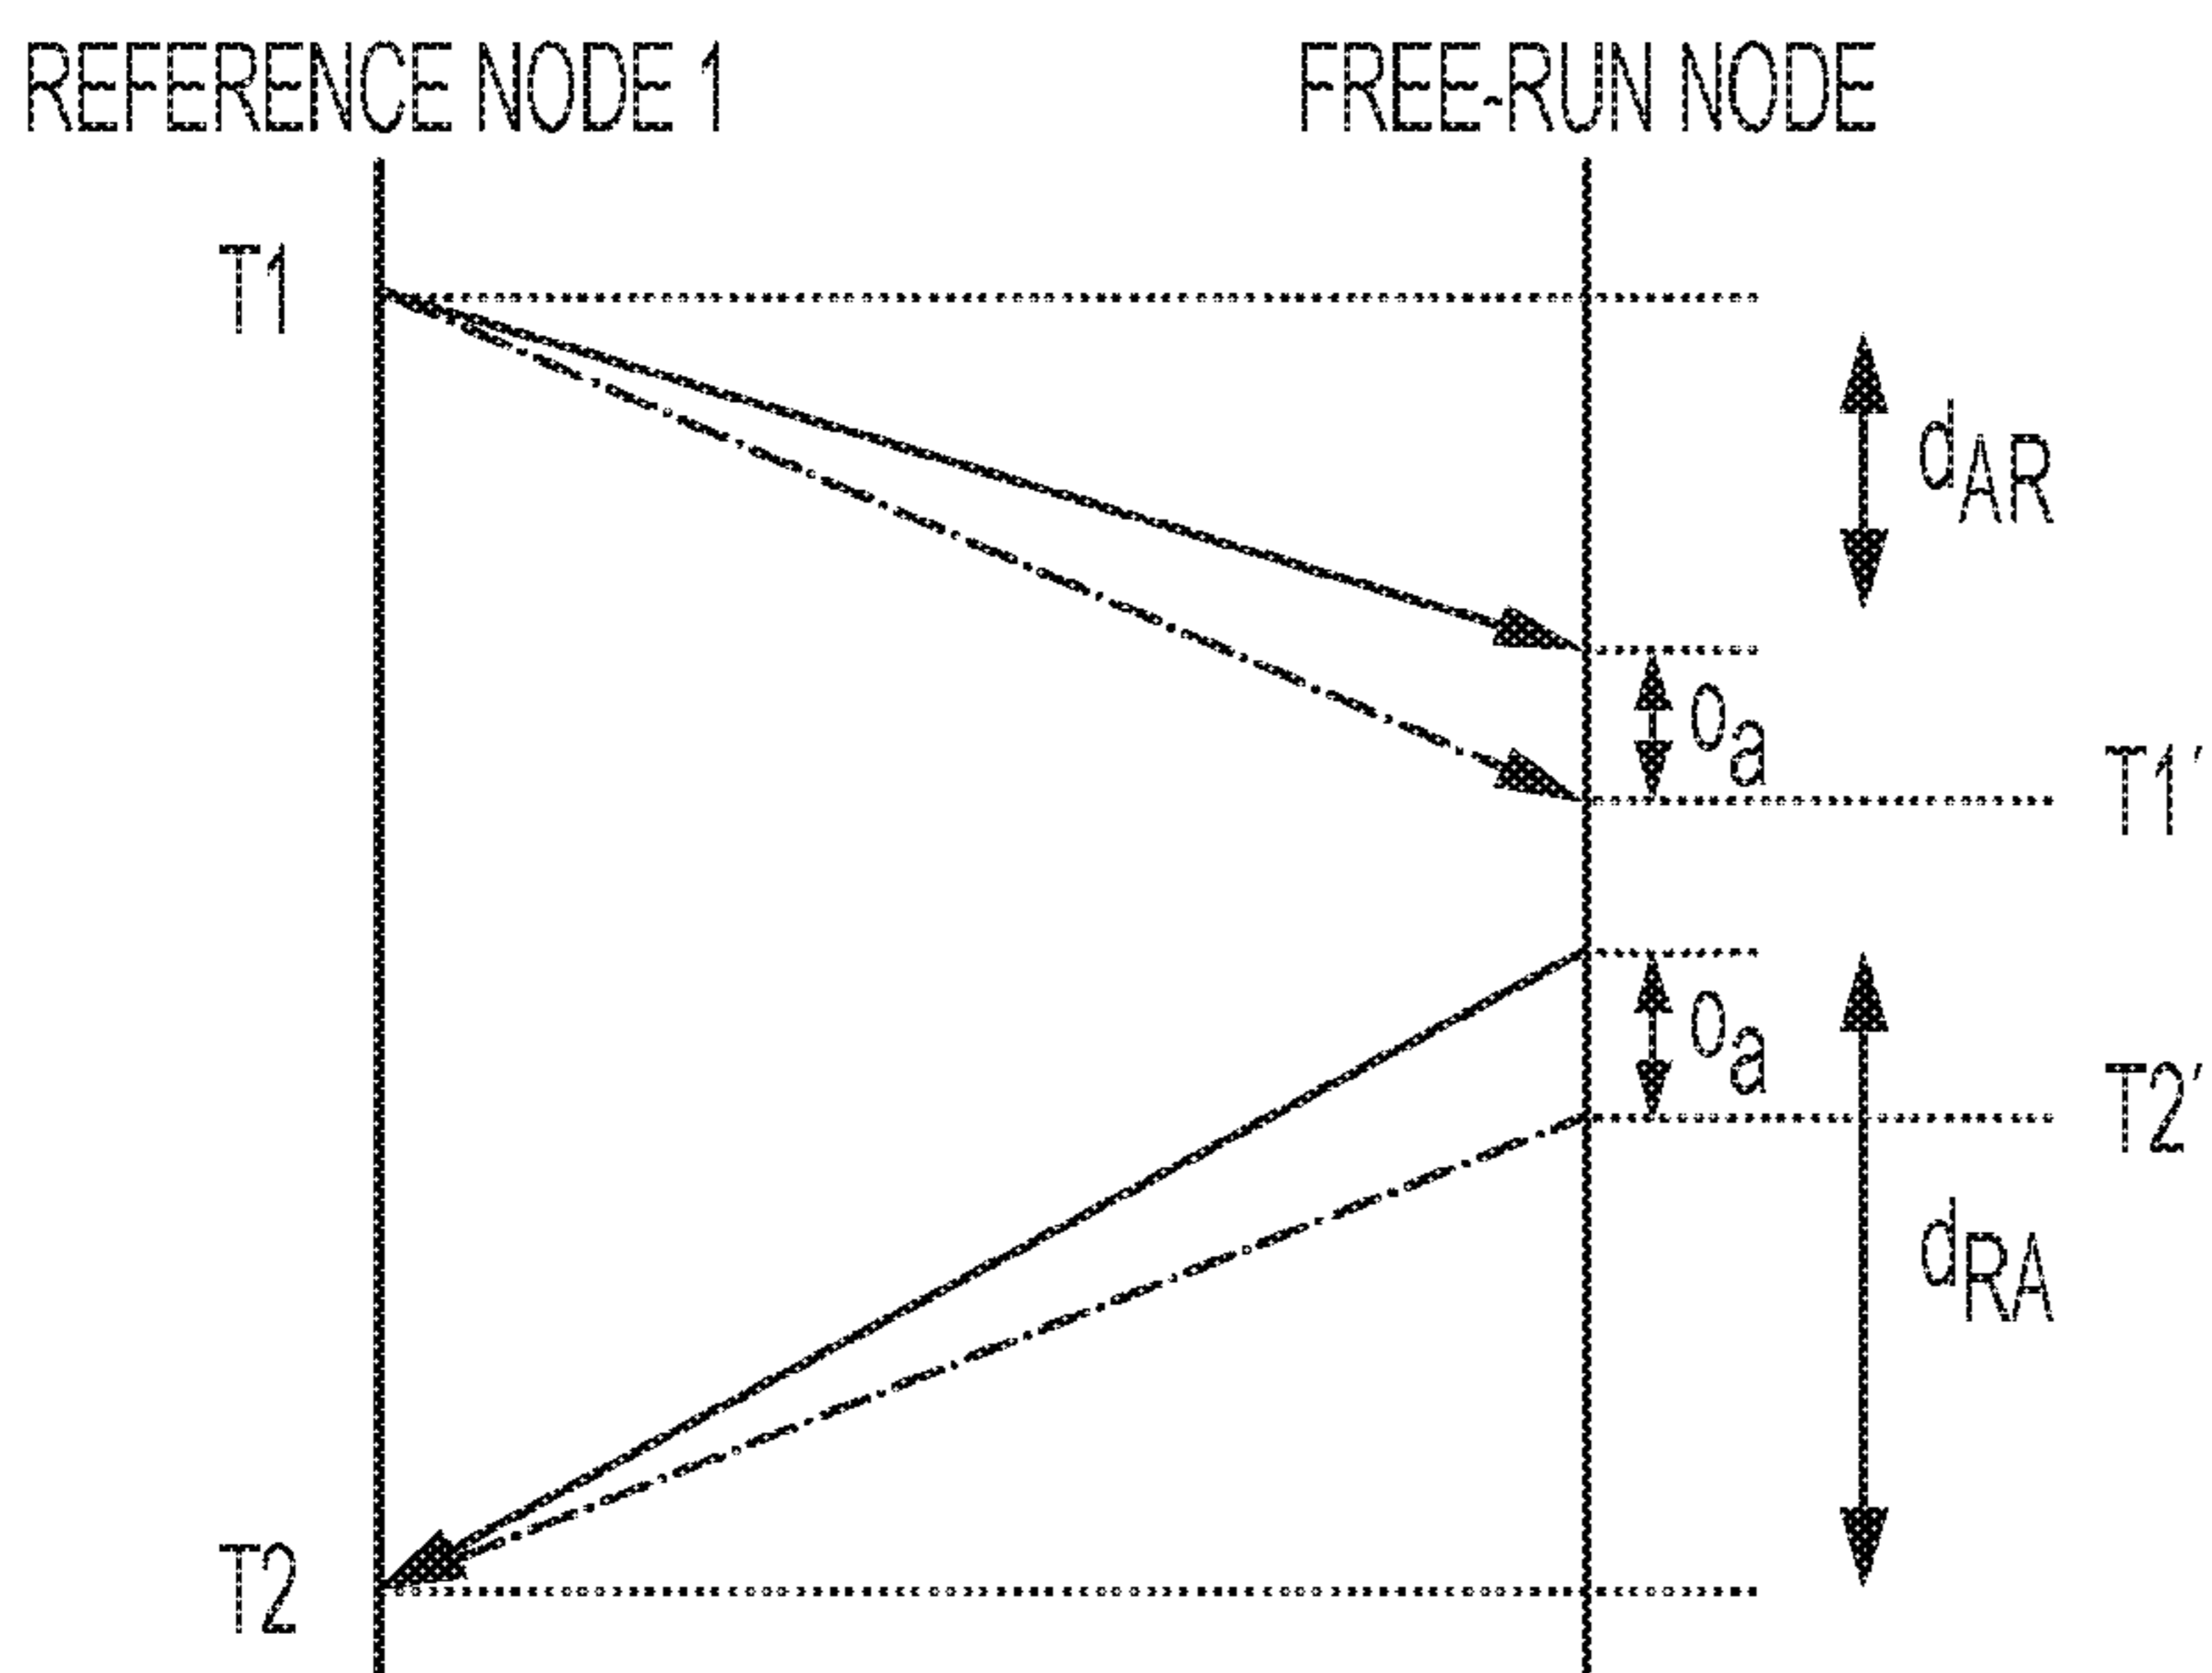 REFERENCE NODE 1
FREE-RUN NODE
T1
dAR
oa
T1′
oa
T2′
dRA
T2